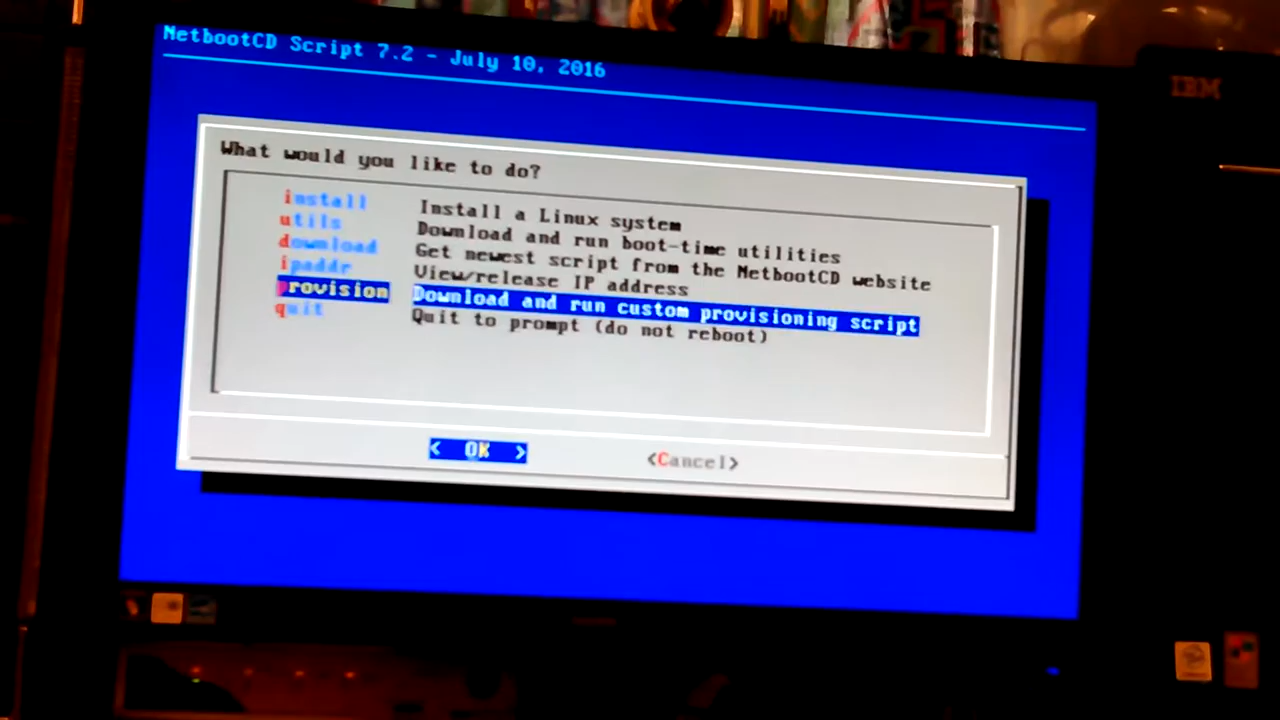 NetbootCD Script 7.2 - July 10, 2016
IBM
What would you like to do?
install Install a Linux system
utils Download and run boot-time utilities
download Get newest script from the NetbootCD website
ipaddr View/release IP address
provision Download and run custom provisioning script
quit Quit to prompt (do not reboot)
< OK > <Cancel>